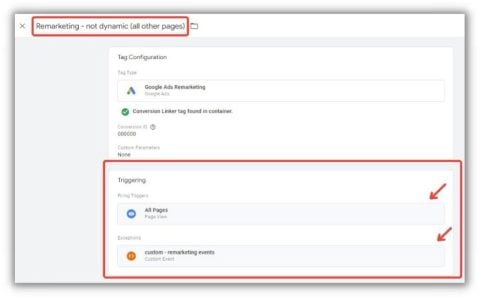 Remarketing - not dynamic (all other pages)
Tag Configuration
Tag Type
Google Ads Remarketing
Google Ads
Conversion Linker tag found in container.
Conversion ID
000000
Custom Parameters
None
Triggering
Firing Triggers
All Pages
Page View
Exceptions
custom - remarketing events
Custom Event